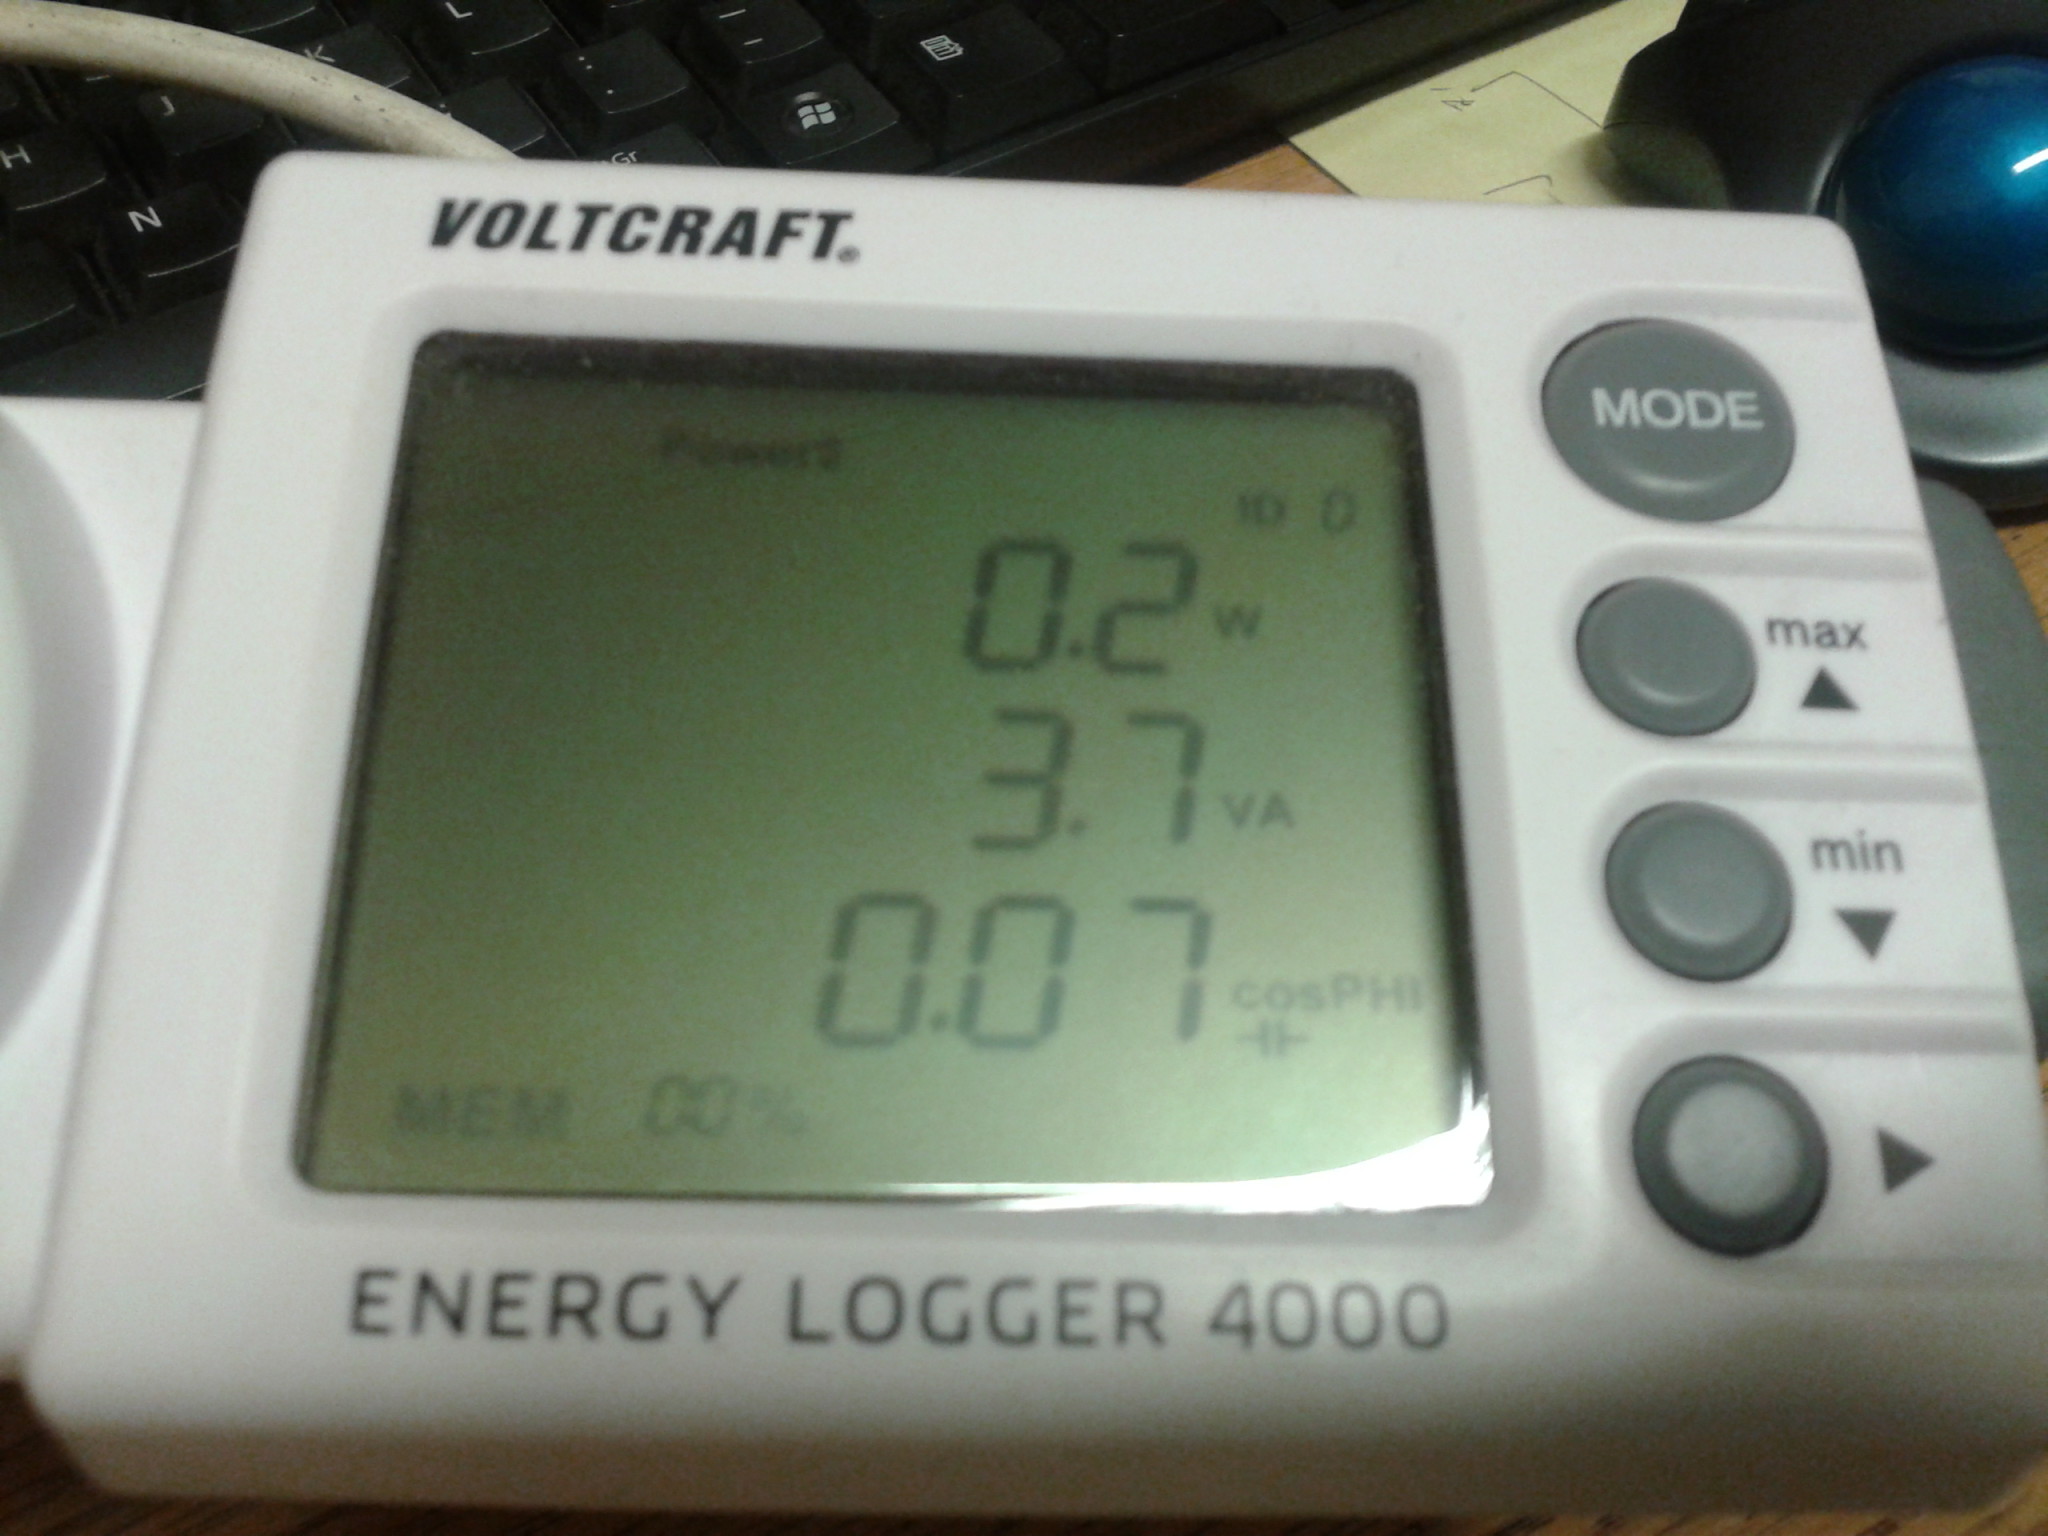 L
K
J
H
N
Gr
VOLTCRAFT®
MODE
ID 0
0.2 W
max
3.7 VA
min
0.07 cosPHI
MEM 00%
ENERGY LOGGER 4000